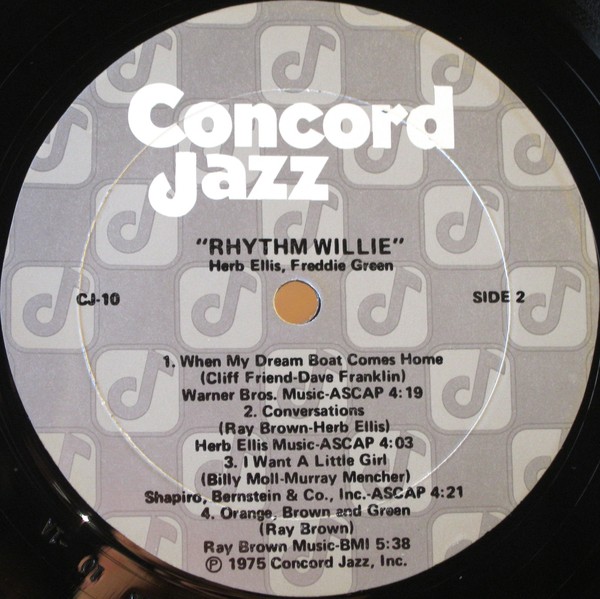 Concord
Jazz
"RHYTHM WILLIE"
Herb Ellis, Freddie Green
CJ-10
SIDE 2
1. When My Dream Boat Comes Home
(Cliff Friend-Dave Franklin)
Warner Bros. Music-ASCAP 4:19
2. Conversations
(Ray Brown-Herb Ellis)
Herb Ellis Music-ASCAP 4:03
3. I Want A Little Girl
(Billy Moll-Murray Mencher)
Shapiro, Bernstein & Co., Inc.-ASCAP 4:21
4. Orange, Brown and Green
(Ray Brown)
Ray Brown Music-BMI 5:38
Ⓟ 1975 Concord Jazz, Inc.